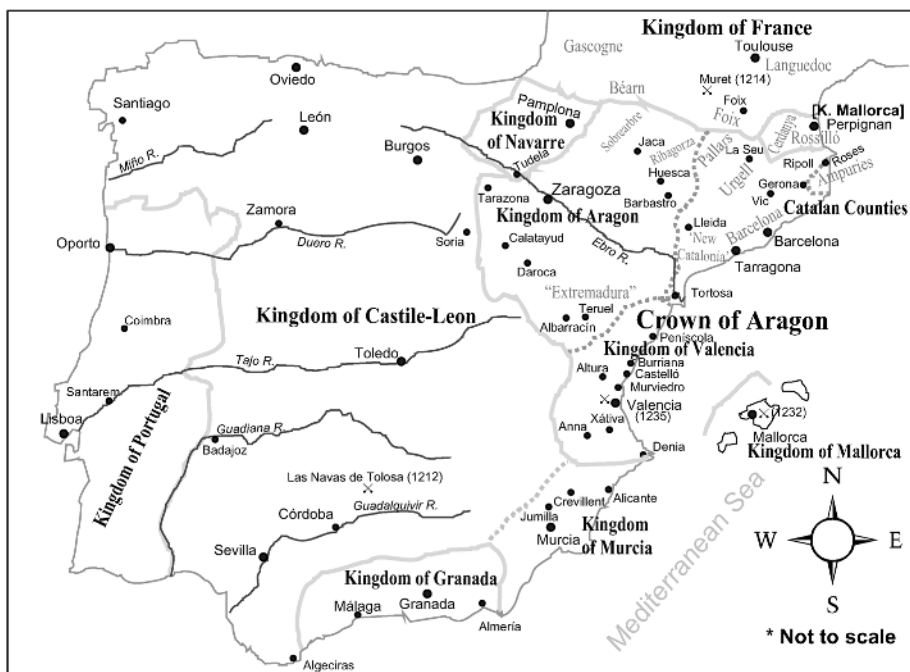 Kingdom of France
Gascogne
Toulouse
Languedoc
Oviedo
Béarn
Muret (1214)
Foix
Foix
Santiago
León
Pamplona
Kingdom
of Navarre
Tudela
[K. Mallorca]
Perpignan
Rosselló
Cerdanya
Sobrearbre
Ribagorza
Pallars
Jaca
La Seu
Urgell
Ripoll
Roses
Ampuries
Miño R.
Burgos
Huesca
Barbastro
Gerona
Vic
Catalan Counties
Tarazona
Zaragoza
Kingdom of Aragon
Zamora
Duero R.
Soria
Calatayud
Ebro R.
Lleida
'New
Catalonia'
Barcelona
Barcelona
Tarragona
Oporto
Daroca
Tortosa
"Extremadura"
Teruel
Albarracín
Coimbra
Kingdom of Castile-Leon
Crown of Aragon
Peníscola
Kingdom of Valencia
Burriana
Castelló
Altura
Murviedro
Tajo R.
Toledo
Santarem
Lisboa
Valencia
(1235)
Xátiva
Anna
(1232)
Mallorca
Kingdom of Mallorca
Kingdom of Portugal
Guadiana R.
Badajoz
Denia
Las Navas de Tolosa (1212)
Guadalquivir R.
Córdoba
Crevillent
Alicante
Jumilla
Murcia
Kingdom
of Murcia
Sevilla
Mediterranean Sea
N
W
E
S
Kingdom of Granada
Granada
Málaga
Almería
Algeciras
* Not to scale